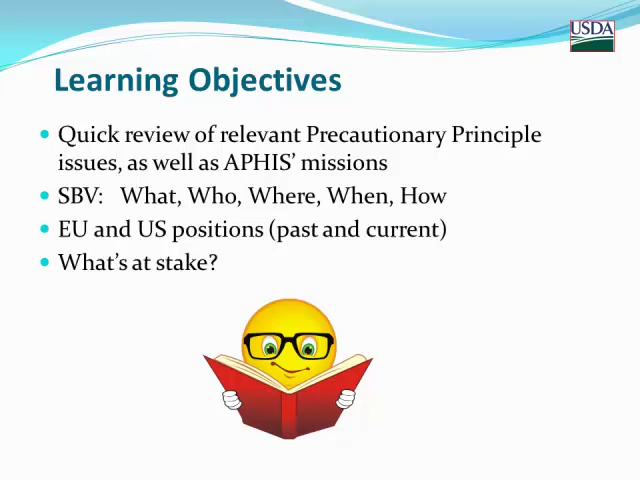 USDA
Learning Objectives
• Quick review of relevant Precautionary Principle
issues, as well as APHIS’ missions
• SBV: What, Who, Where, When, How
• EU and US positions (past and current)
• What’s at stake?